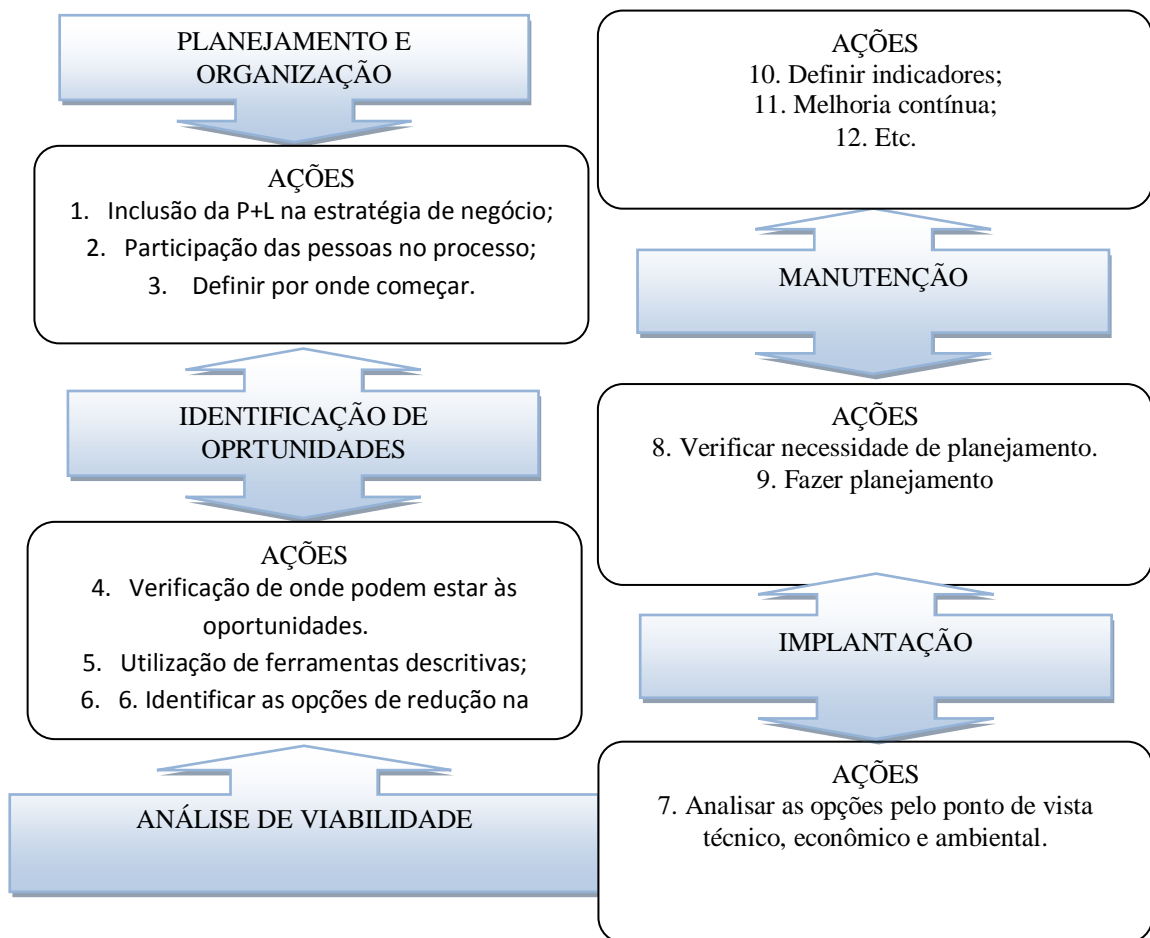 PLANEJAMENTO E
ORGANIZAÇÃO
AÇÕES
1. Inclusão da P+L na estratégia de negócio;
2. Participação das pessoas no processo;
3. Definir por onde começar.
IDENTIFICAÇÃO DE
OPRTUNIDADES
AÇÕES
4. Verificação de onde podem estar às
oportunidades.
5. Utilização de ferramentas descritivas;
6. 6. Identificar as opções de redução na
ANÁLISE DE VIABILIDADE
AÇÕES
7. Analisar as opções pelo ponto de vista
técnico, econômico e ambiental.
IMPLANTAÇÃO
AÇÕES
8. Verificar necessidade de planejamento.
9. Fazer planejamento
MANUTENÇÃO
AÇÕES
10. Definir indicadores;
11. Melhoria contínua;
12. Etc.